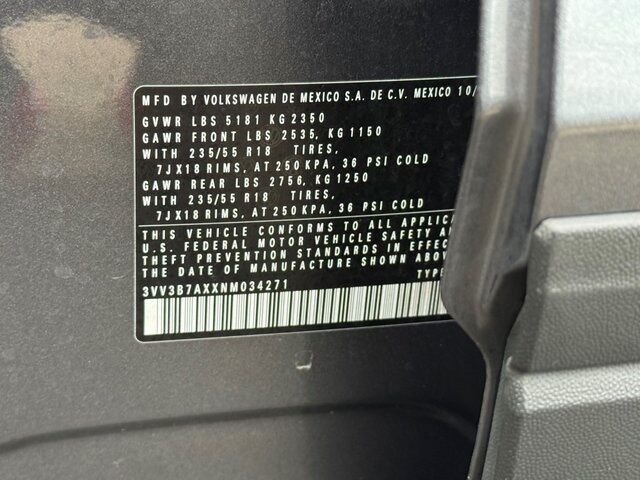 MFD BY VOLKSWAGEN DE MEXICO S.A. DE C.V. MEXICO 10/
GVWR LBS 5181 KG 2350
GAWR FRONT LBS 2535, KG 1150
WITH 235/55 R18 TIRES,
7JX18 RIMS, AT 250 KPA, 36 PSI COLD
GAWR REAR LBS 2756, KG 1250
WITH 235/55 R18 TIRES,
7JX18 RIMS, AT 250 KPA, 36 PSI COLD
THIS VEHICLE CONFORMS TO ALL APPLICA
U.S. FEDERAL MOTOR VEHICLE SAFETY AN
THEFT PREVENTION STANDARDS IN EFFEC
DATE OF MANUFACTURE SHOWN ABOVE
3VV3B7AXXNM034271 TYPE